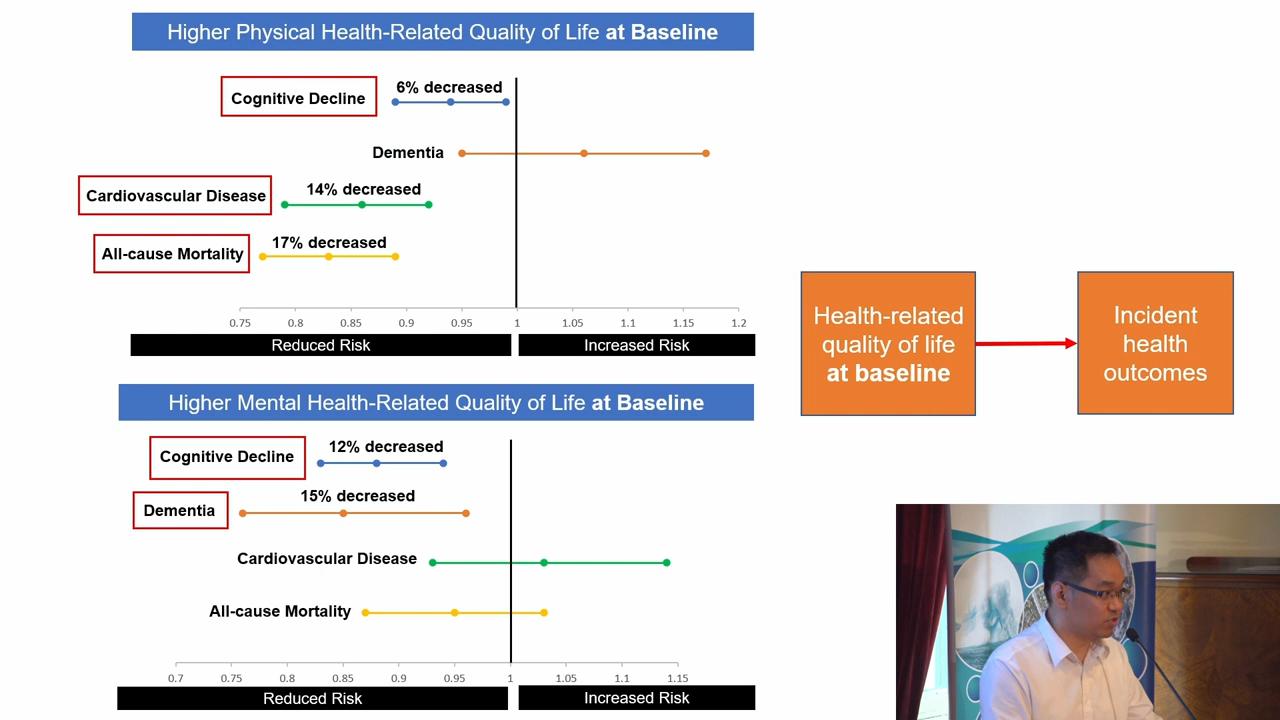 Higher Physical Health-Related Quality of Life at Baseline
Cognitive Decline
6% decreased
Dementia
Cardiovascular Disease
14% decreased
All-cause Mortality
17% decreased
0.75 0.8 0.85 0.9 0.95 1 1.05 1.1 1.15 1.2
Reduced Risk
Increased Risk
Higher Mental Health-Related Quality of Life at Baseline
Cognitive Decline
12% decreased
Dementia
15% decreased
Cardiovascular Disease
All-cause Mortality
0.7 0.75 0.8 0.85 0.9 0.95 1 1.05 1.1 1.15
Reduced Risk
Increased Risk
Health-related
quality of life
at baseline
Incident
health
outcomes